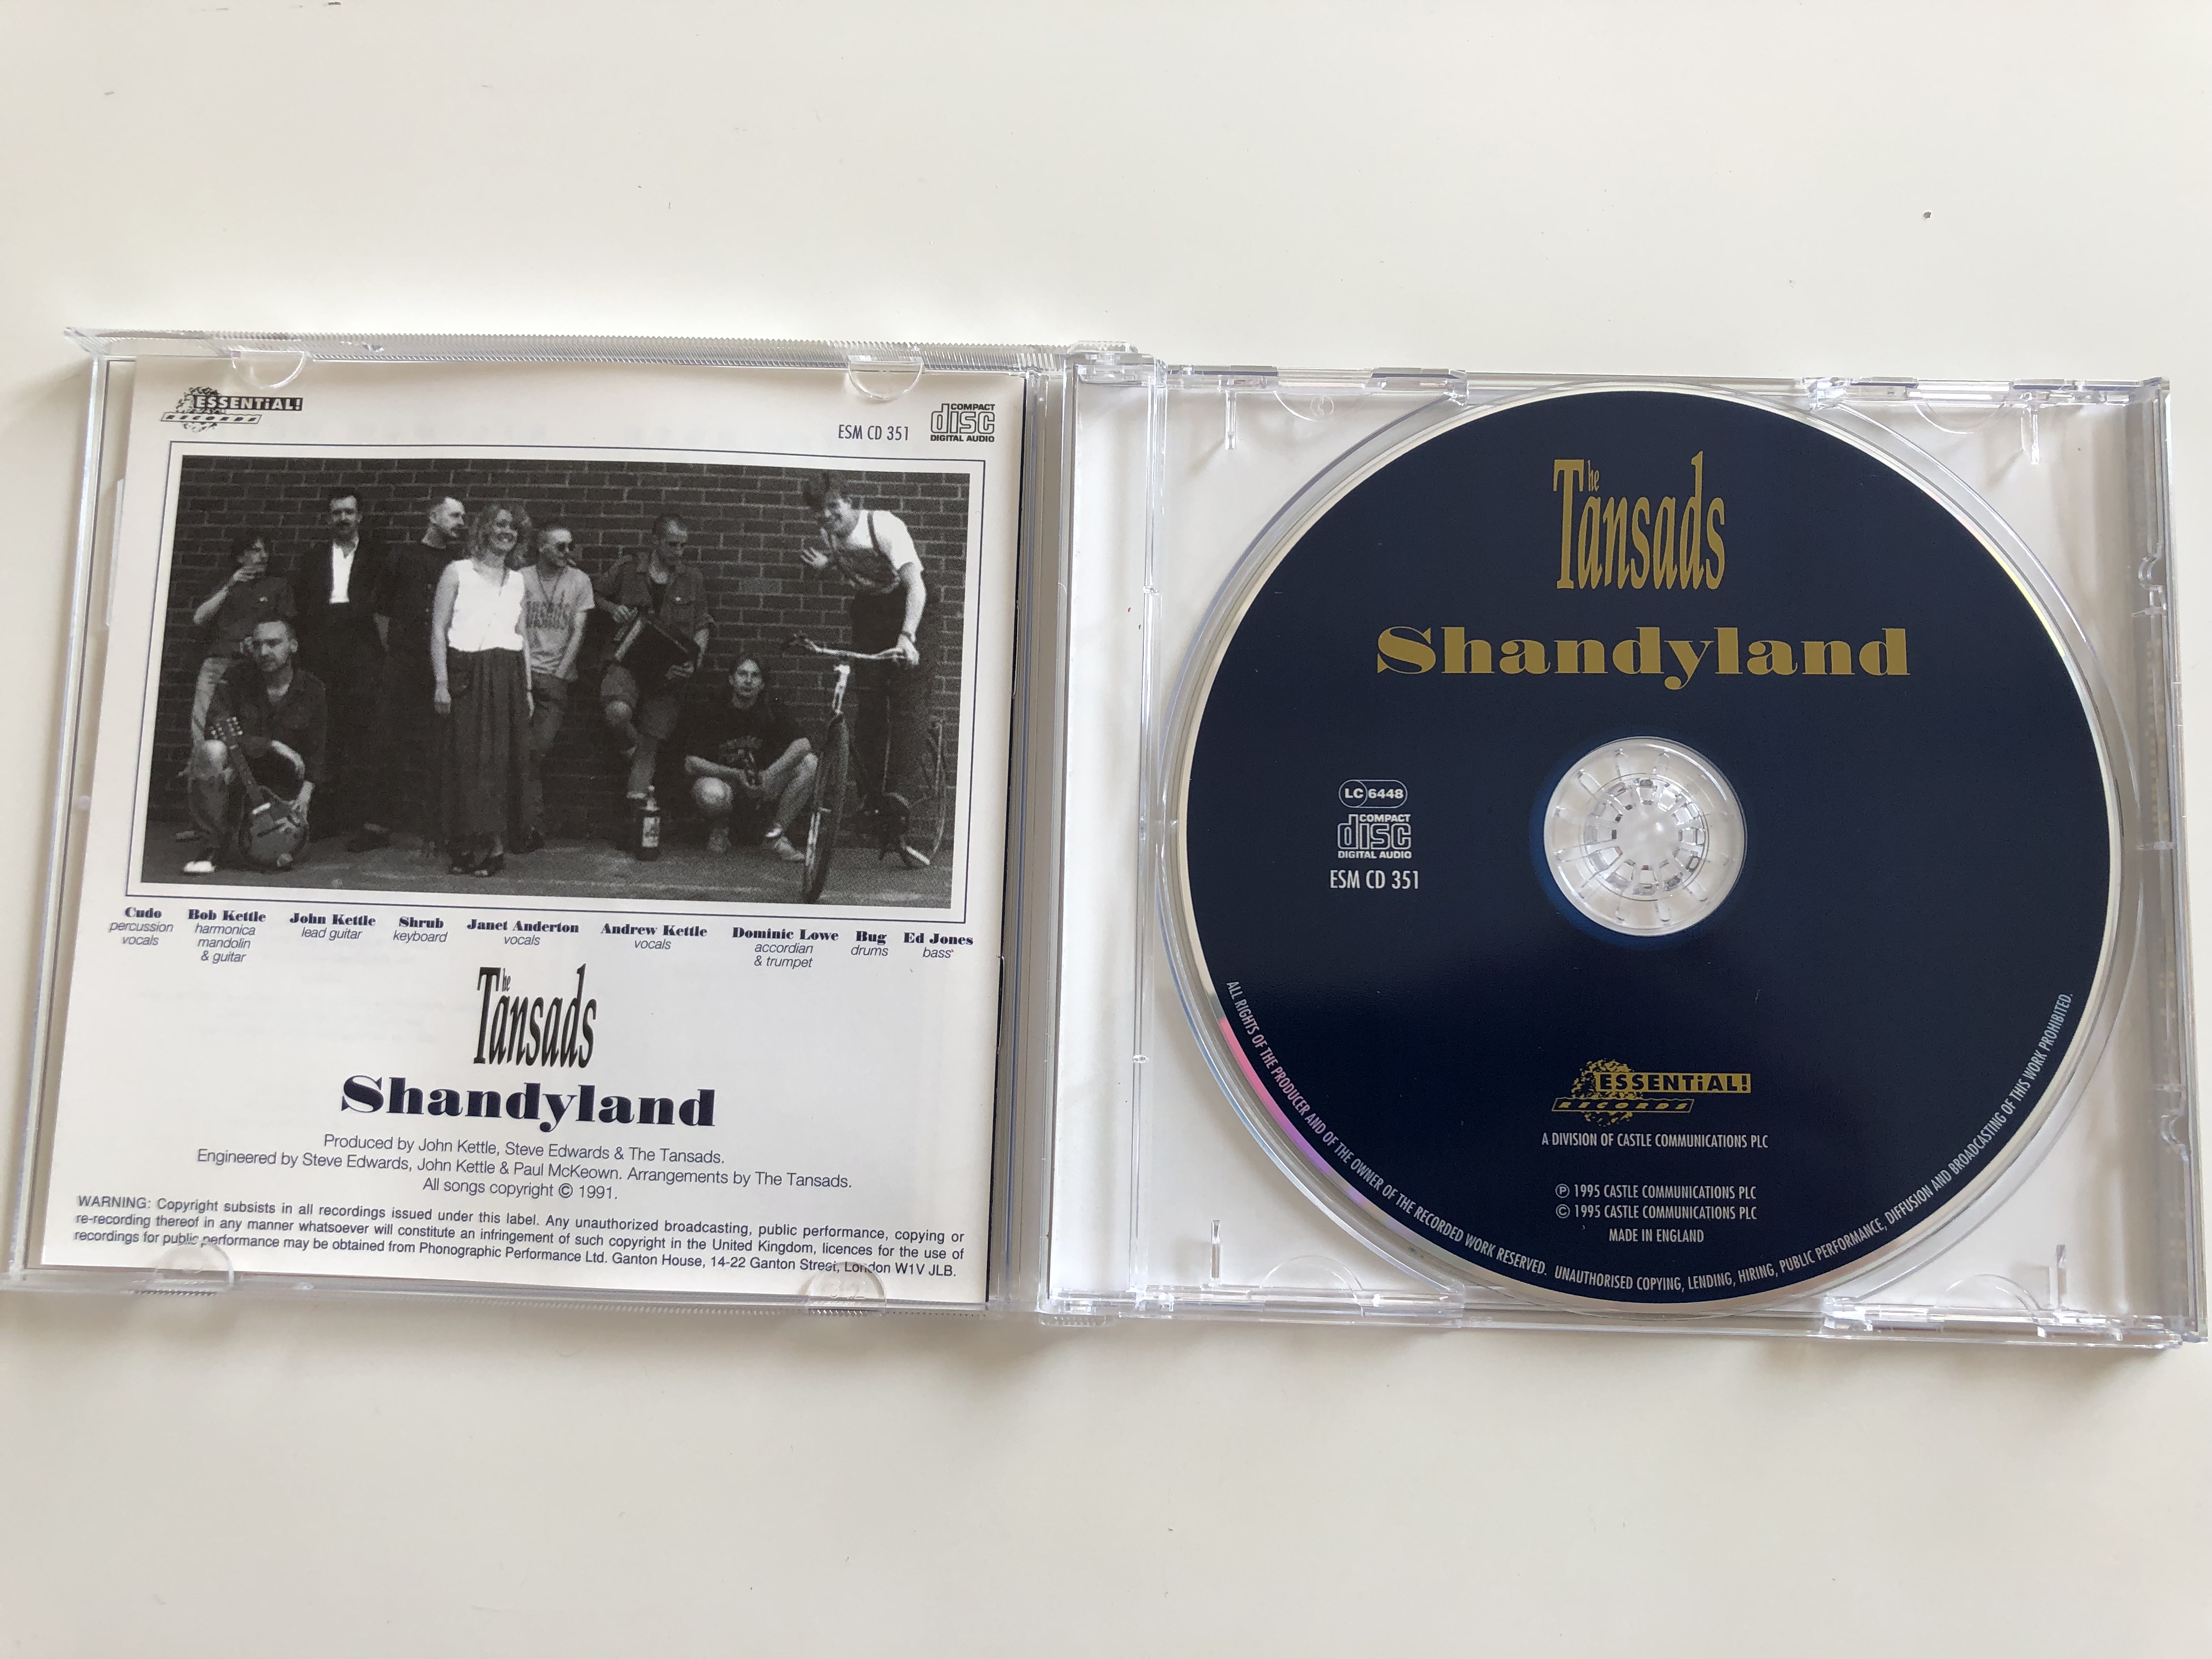 ESSENTiAL!
RECORDS
ESM CD 351
COMPACT
disc
DIGITAL AUDIO
Cudo
percussion
vocals
Bob Kettle
harmonica
mandolin
& guitar
John Kettle
lead guitar
Shrub
keyboard
Janet Anderton
vocals
Andrew Kettle
vocals
Dominic Lowe
accordian
& trumpet
Bug
drums
Ed Jones
bass
The Tansads
Shandyland
Produced by John Kettle, Steve Edwards & The Tansads.
Engineered by Steve Edwards, John Kettle & Paul McKeown. Arrangements by The Tansads.
All songs copyright © 1991.
WARNING: Copyright subsists in all recordings issued under this label. Any unauthorized broadcasting, public performance, copying or
re-recording thereof in any manner whatsoever will constitute an infringement of such copyright in the United Kingdom, licences for the use of
recordings for public performance may be obtained from Phonographic Performance Ltd. Ganton House, 14-22 Ganton Street, London W1V JLB.
The Tansads
Shandyland
LC 6448
COMPACT
disc
DIGITAL AUDIO
ESM CD 351
ESSENTiAL!
RECORDS
A DIVISION OF CASTLE COMMUNICATIONS PLC
℗ 1995 CASTLE COMMUNICATIONS PLC
© 1995 CASTLE COMMUNICATIONS PLC
MADE IN ENGLAND
ALL RIGHTS OF THE PRODUCER AND OF THE OWNER OF THE RECORDED WORK RESERVED. UNAUTHORISED COPYING, LENDING, HIRING, PUBLIC PERFORMANCE, DIFFUSION AND BROADCASTING OF THIS WORK PROHIBITED.